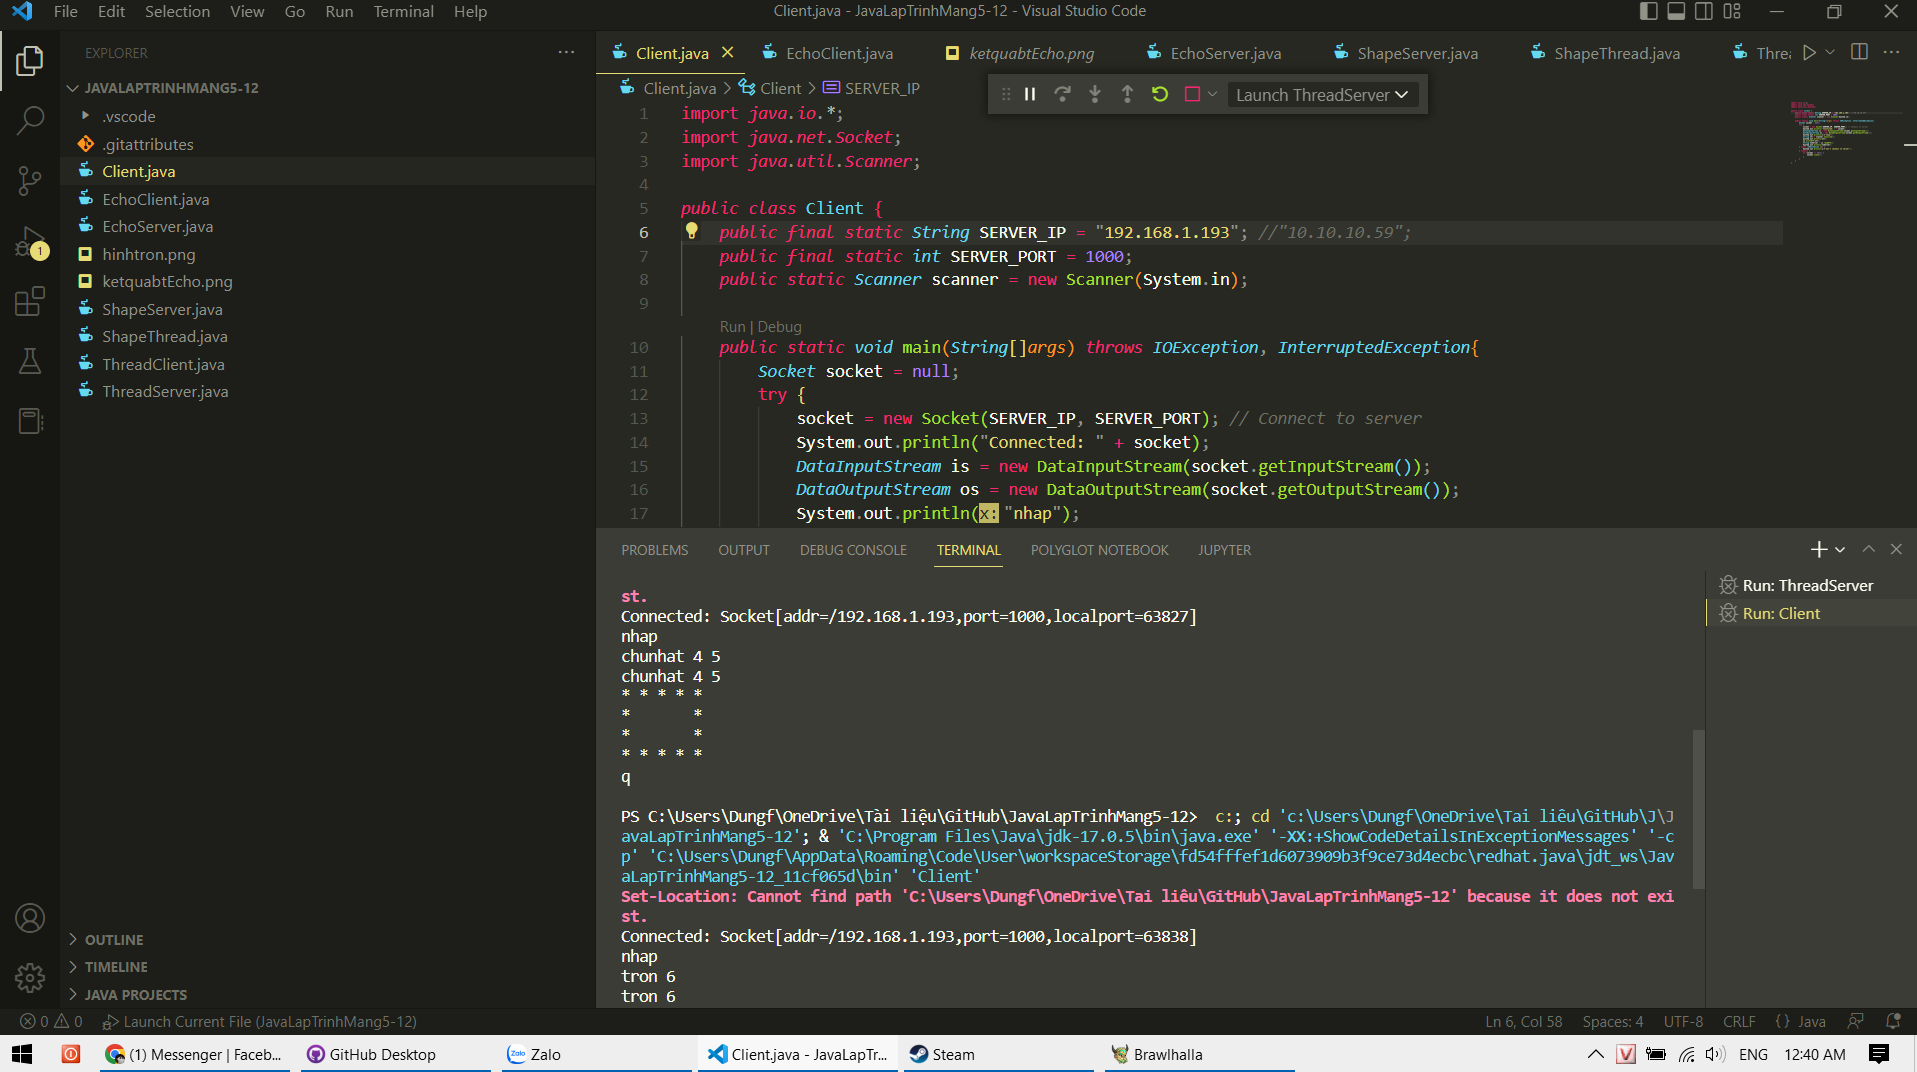 File Edit Selection View Go Run Terminal Help
Client.java - JavaLapTrinhMang5-12 - Visual Studio Code
EXPLORER
JAVALAPTRINHMANG5-12
.vscode
.gitattributes
Client.java
EchoClient.java
EchoServer.java
hinhtron.png
ketquabtEcho.png
ShapeServer.java
ShapeThread.java
ThreadClient.java
ThreadServer.java
OUTLINE
TIMELINE
JAVA PROJECTS
1
Client.java EchoClient.java ketquabtEcho.png EchoServer.java ShapeServer.java ShapeThread.java
Client.java > Client > SERVER_IP
Launch ThreadServer
1 import java.io.*;
2 import java.net.Socket;
3 import java.util.Scanner;
4
5 public class Client {
6 public final static String SERVER_IP = "192.168.1.193"; //"10.10.10.59";
7 public final static int SERVER_PORT = 1000;
8 public static Scanner scanner = new Scanner(System.in);
9
Run | Debug
10 public static void main(String[]args) throws IOException, InterruptedException{
11 Socket socket = null;
12 try {
13 socket = new Socket(SERVER_IP, SERVER_PORT); // Connect to server
14 System.out.println("Connected: " + socket);
15 DataInputStream is = new DataInputStream(socket.getInputStream());
16 DataOutputStream os = new DataOutputStream(socket.getOutputStream());
17 System.out.println(x: "nhap");
PROBLEMS OUTPUT DEBUG CONSOLE TERMINAL POLYGLOT NOTEBOOK JUPYTER
Run: ThreadServer
Run: Client
st.
Connected: Socket[addr=/192.168.1.193,port=1000,localport=63827]
nhap
chunhat 4 5
chunhat 4 5
* * * * *
*       *
*       *
* * * * *
q
PS C:\Users\Dungf\OneDrive\Tài liệu\GitHub\JavaLapTrinhMang5-12>  c:; cd 'c:\Users\Dungf\OneDrive\Tai liêu\GitHub\J\J
avaLapTrinhMang5-12'; & 'C:\Program Files\Java\jdk-17.0.5\bin\java.exe' '-XX:+ShowCodeDetailsInExceptionMessages' '-c
p' 'C:\Users\Dungf\AppData\Roaming\Code\User\workspaceStorage\fd54fffef1d6073909b3f9ce73d4ecbc\redhat.java\jdt_ws\Jav
aLapTrinhMang5-12_11cf065d\bin' 'Client'
Set-Location: Cannot find path 'C:\Users\Dungf\OneDrive\Tai liêu\GitHub\JavaLapTrinhMang5-12' because it does not exi
st.
Connected: Socket[addr=/192.168.1.193,port=1000,localport=63838]
nhap
tron 6
tron 6
0 0 Launch Current File (JavaLapTrinhMang5-12)
Ln 6, Col 58 Spaces: 4 UTF-8 CRLF {} Java
(1) Messenger | Faceb... GitHub Desktop Zalo Client.java - JavaLapTr... Steam Brawlhalla ENG 12:40 AM